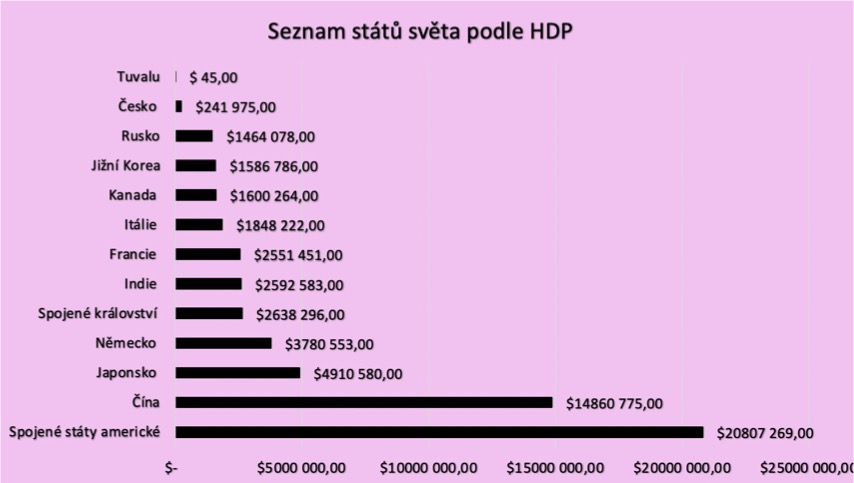 Seznam států světa podle HDP
Tuvalu $ 45,00
Česko $241 975,00
Rusko $1464 078,00
Jižní Korea $1586 786,00
Kanada $1600 264,00
Itálie $1848 222,00
Francie $2551 451,00
Indie $2592 583,00
Spojené království $2638 296,00
Německo $3780 553,00
Japonsko $4910 580,00
Čína $14860 775,00
Spojené státy americké $20807 269,00
$- $5000 000,00 $10000 000,00 $15000 000,00 $20000 000,00 $25000 000,00